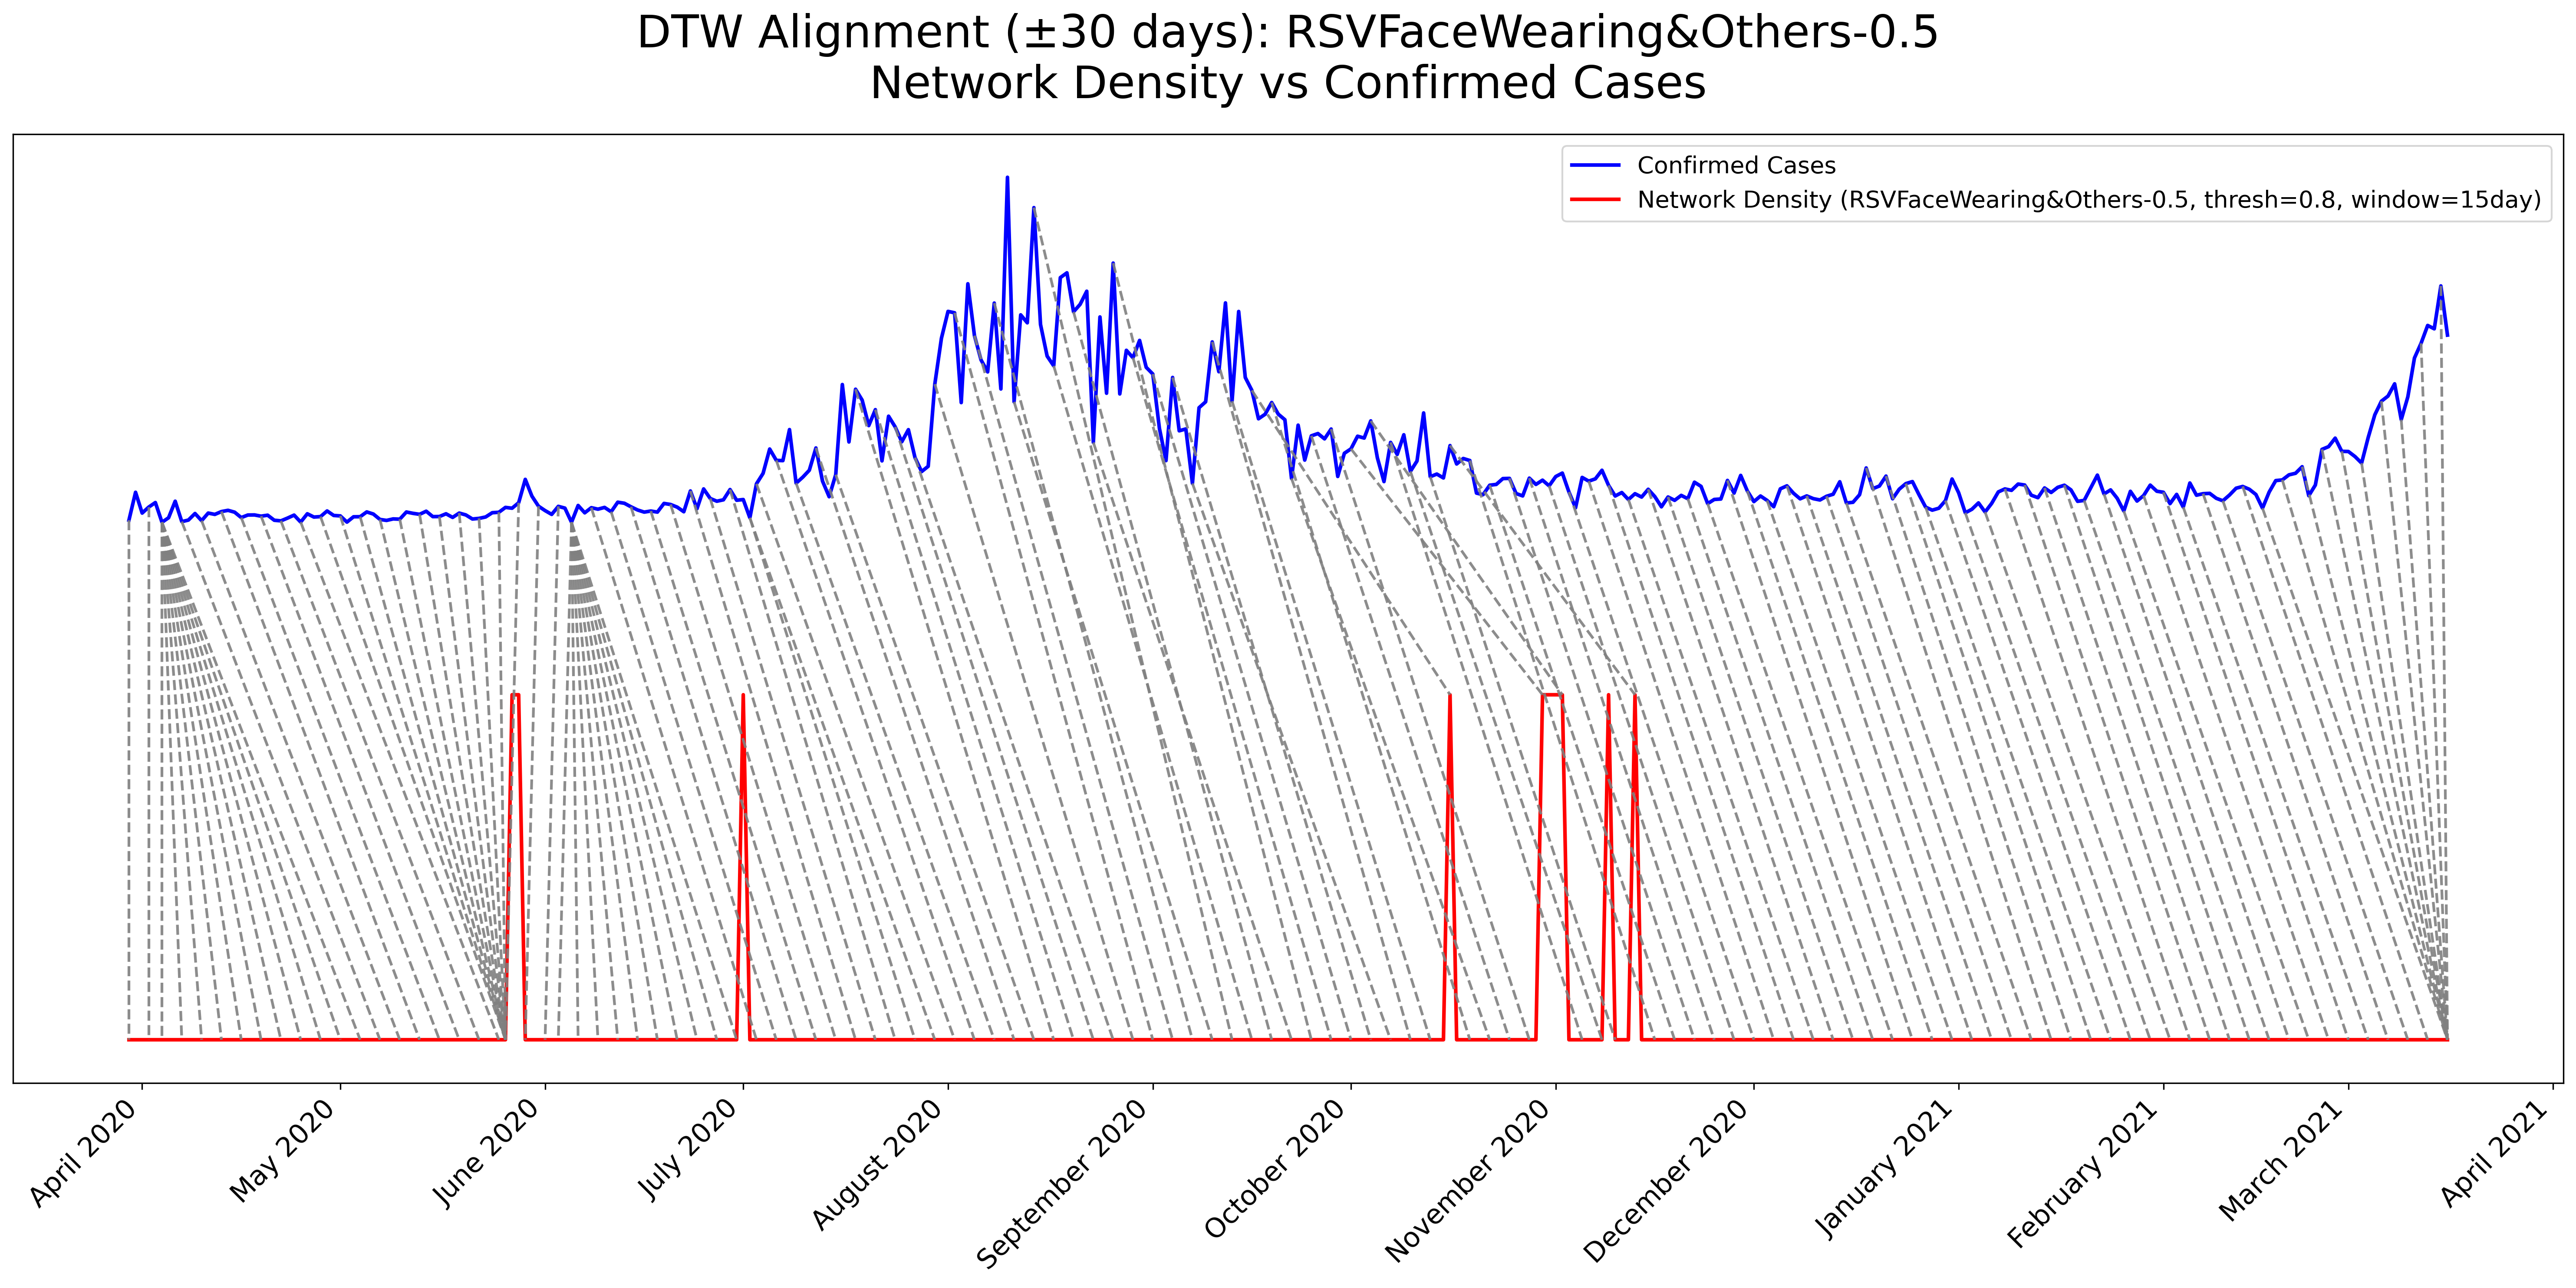 DTW Alignment (±30 days): RSVFaceWearing&Others-0.5
Network Density vs Confirmed Cases
Confirmed Cases
Network Density (RSVFaceWearing&Others-0.5, thresh=0.8, window=15day)
April 2020
May 2020
June 2020
July 2020
August 2020
September 2020
October 2020
November 2020
December 2020
January 2021
February 2021
March 2021
April 2021